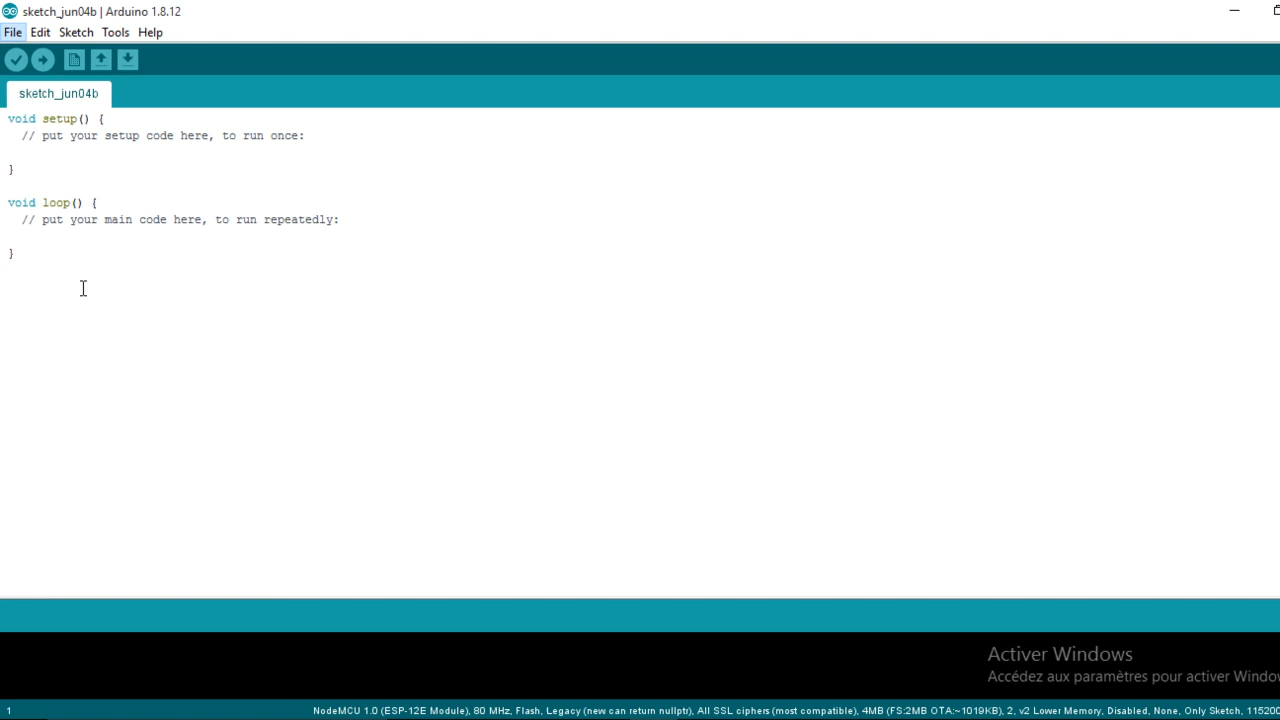 sketch_jun04b | Arduino 1.8.12
File Edit Sketch Tools Help
sketch_jun04b
void setup() {
// put your setup code here, to run once:
}
void loop() {
// put your main code here, to run repeatedly:
}
Activer Windows
Accédez aux paramètres pour activer Windo
1 NodeMCU 1.0 (ESP-12E Module), 80 MHz, Flash, Legacy (new can return nullptr), All SSL ciphers (most compatible), 4MB (FS:2MB OTA:~1019KB), 2, v2 Lower Memory, Disabled, None, Only Sketch, 115200